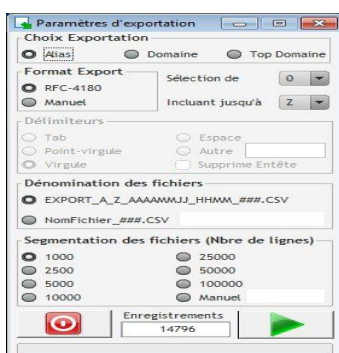 Paramètres d'exportation
Choix Exportation
Alias Domaine Top Domaine
Format Export
RFC-4180
Manuel
Sélection de 0
Incluant jusqu'à Z
Délimiteurs
Tab Espace
Point-virgule Autre
Virgule Supprime Entête
Dénomination des fichiers
EXPORT_A_Z_AAAAMMJJ_HHMM_###.CSV
NomFichier_###.CSV
Segmentation des fichiers (Nbre de lignes)
1000 25000
2500 50000
5000 100000
10000 Manuel
Enregistrements
14796